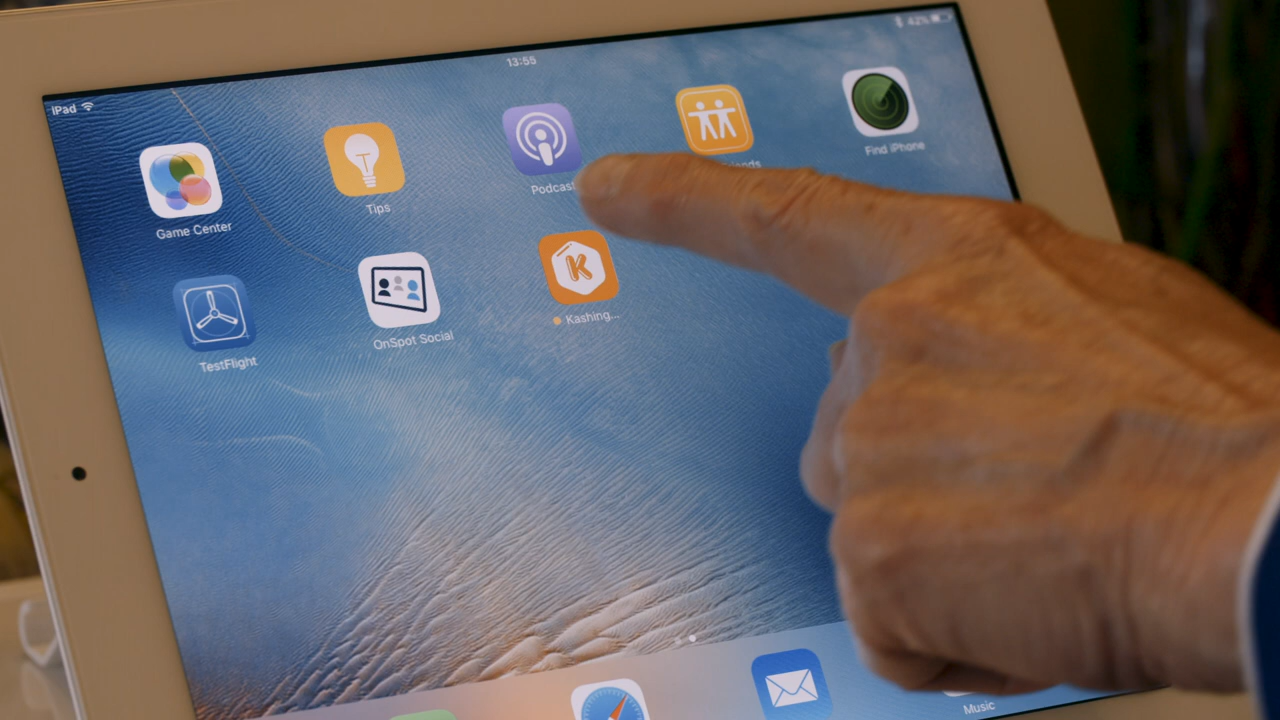 iPad
13:55
42%
Game Center
Tips
Podcast
Find iPhone
TestFlight
OnSpot Social
K
Kashing...
Music